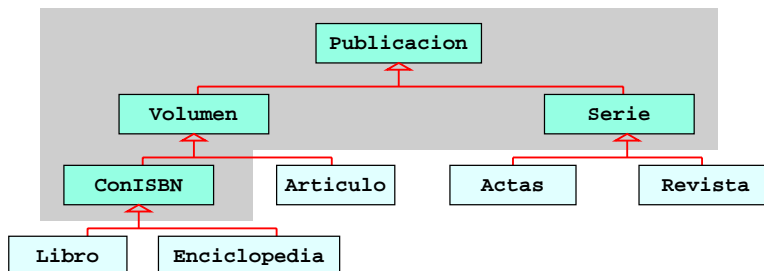 Publicacion
Volumen
Serie
ConISBN
Articulo
Actas
Revista
Libro
Enciclopedia